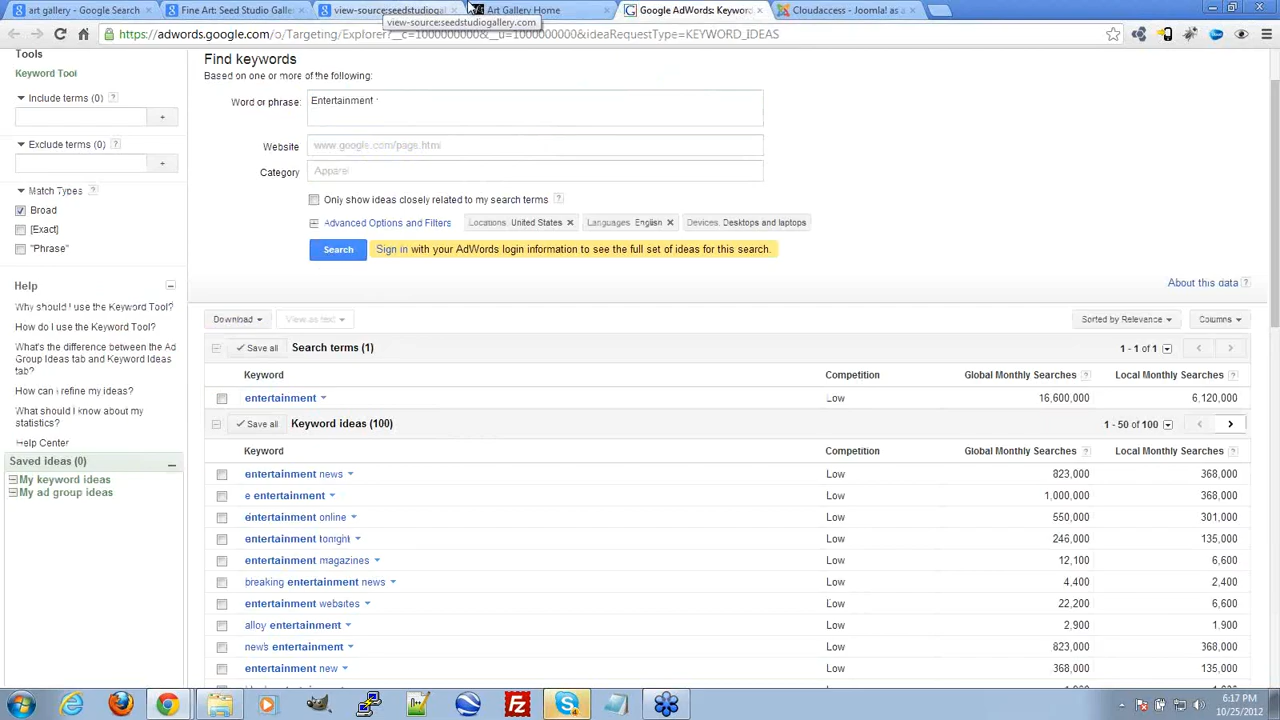 art gallery - Google Search
Fine Art: Seed Studio Galler
view-source:seedstudiogal
Art Gallery Home
Google AdWords: Keyword
Cloudaccess - Joomla! as a
view-source:seedstudiogallery.com
https://adwords.google.com/o/Targeting/Explorer?__c=1000000000&__u=1000000000&ideaRequestType=KEYWORD_IDEAS
Tools
Keyword Tool
Include terms (0) ?
+
Exclude terms (0) ?
+
Match Types ?
Broad
[Exact]
"Phrase"
Help
Why should I use the Keyword Tool?
How do I use the Keyword Tool?
What's the difference between the Ad
Group Ideas tab and Keyword Ideas
tab?
How can I refine my ideas?
What should I know about my
statistics?
Help Center
Saved ideas (0)
My keyword ideas
My ad group ideas
Find keywords
Based on one or more of the following:
Word or phrase: Entertainment
Website www.google.com/page.html
Category Apparel
Only show ideas closely related to my search terms ?
Advanced Options and Filters Locations: United States Languages: English Devices: Desktops and laptops
Search Sign in with your AdWords login information to see the full set of ideas for this search.
About this data ?
Download View as text Sorted by Relevance Columns
Save all Search terms (1) 1 - 1 of 1
Keyword Competition Global Monthly Searches ? Local Monthly Searches ?
entertainment Low 16,600,000 6,120,000
Save all Keyword ideas (100) 1 - 50 of 100
Keyword Competition Global Monthly Searches ? Local Monthly Searches ?
entertainment news Low 823,000 368,000
e entertainment Low 1,000,000 368,000
entertainment online Low 550,000 301,000
entertainment tonight Low 246,000 135,000
entertainment magazines Low 12,100 6,600
breaking entertainment news Low 4,400 2,400
entertainment websites Low 22,200 6,600
alloy entertainment Low 2,900 1,900
news entertainment Low 823,000 368,000
entertainment new Low 368,000 135,000
6:17 PM
10/25/2012